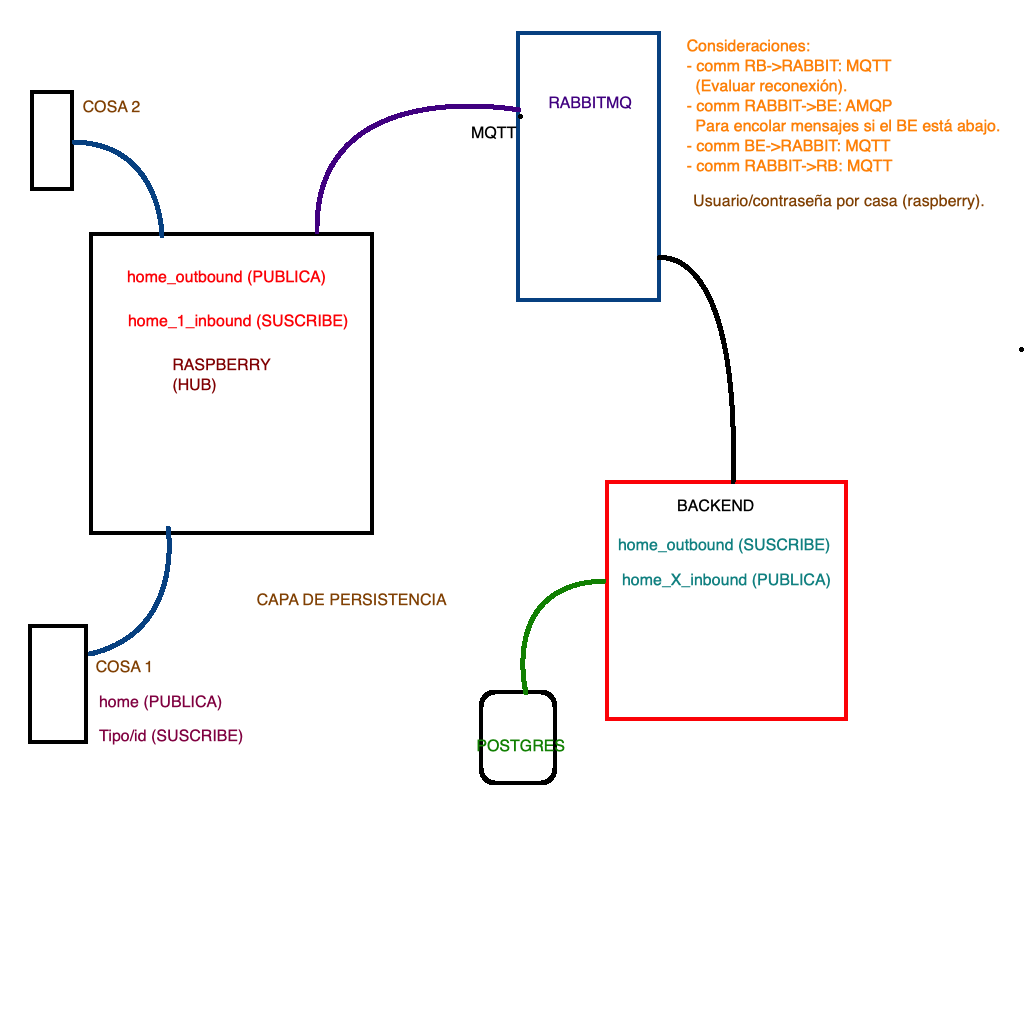 Consideraciones:
- comm RB->RABBIT: MQTT
(Evaluar reconexión).
- comm RABBIT->BE: AMQP
Para encolar mensajes si el BE está abajo.
- comm BE->RABBIT: MQTT
- comm RABBIT->RB: MQTT
Usuario/contraseña por casa (raspberry).
COSA 2
RABBITMQ
MQTT
home_outbound (PUBLICA)
home_1_inbound (SUSCRIBE)
RASPBERRY
(HUB)
BACKEND
home_outbound (SUSCRIBE)
home_X_inbound (PUBLICA)
CAPA DE PERSISTENCIA
COSA 1
home (PUBLICA)
Tipo/id (SUSCRIBE)
POSTGRES